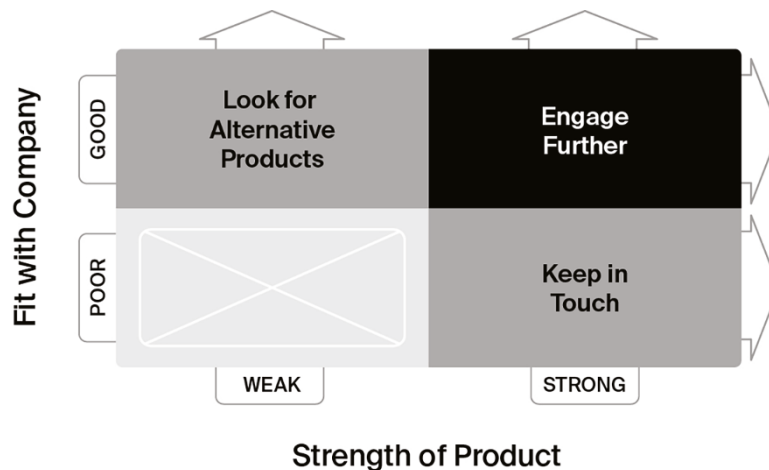 Fit with Company
GOOD
Look for
Alternative
Products
Engage
Further
POOR
Keep in
Touch
WEAK
STRONG
Strength of Product